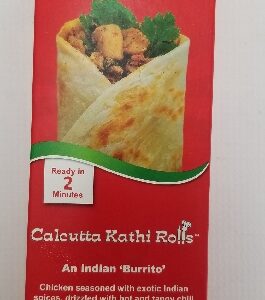 Ready in
2
Minutes
Calcutta Kathi Rolls™
An Indian 'Burrito'
Chicken seasoned with exotic Indian
spices, drizzled with hot and tangy chili